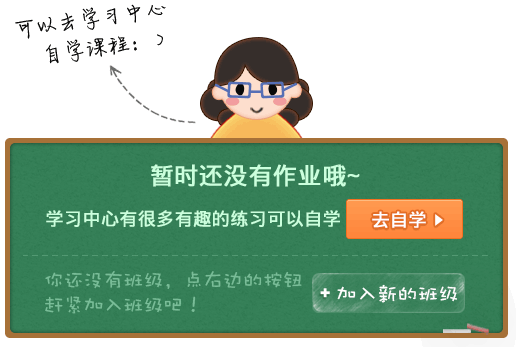 可以去学习中心
自学课程：)
暂时还没有作业哦~
学习中心有很多有趣的练习可以自学
去自学
你还没有班级，点右边的按钮
赶紧加入班级吧！
+ 加入新的班级